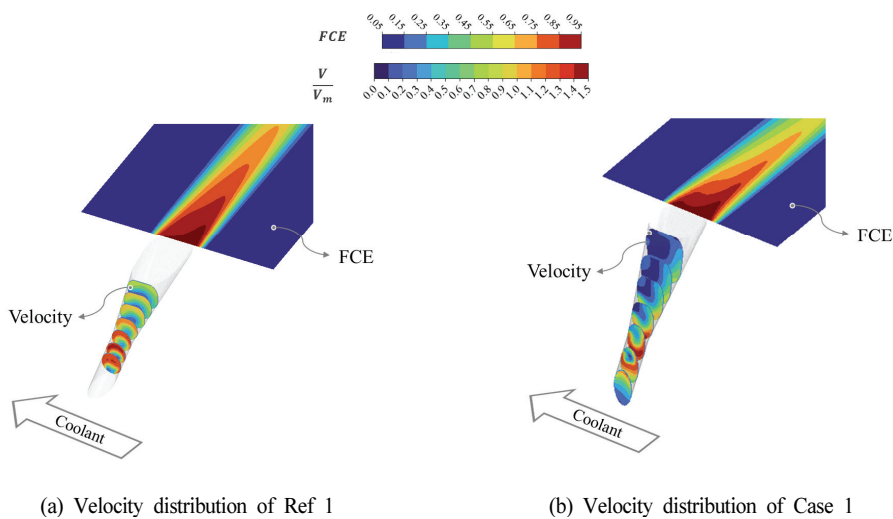 0.05 0.15 0.25 0.35 0.45 0.55 0.65 0.75 0.85 0.95
FCE
V
V_m
0.0 0.1 0.2 0.3 0.4 0.5 0.6 0.7 0.8 0.9 1.0 1.1 1.2 1.3 1.4 1.5
FCE
Velocity
Coolant
FCE
Velocity
Coolant
(a) Velocity distribution of Ref 1
(b) Velocity distribution of Case 1